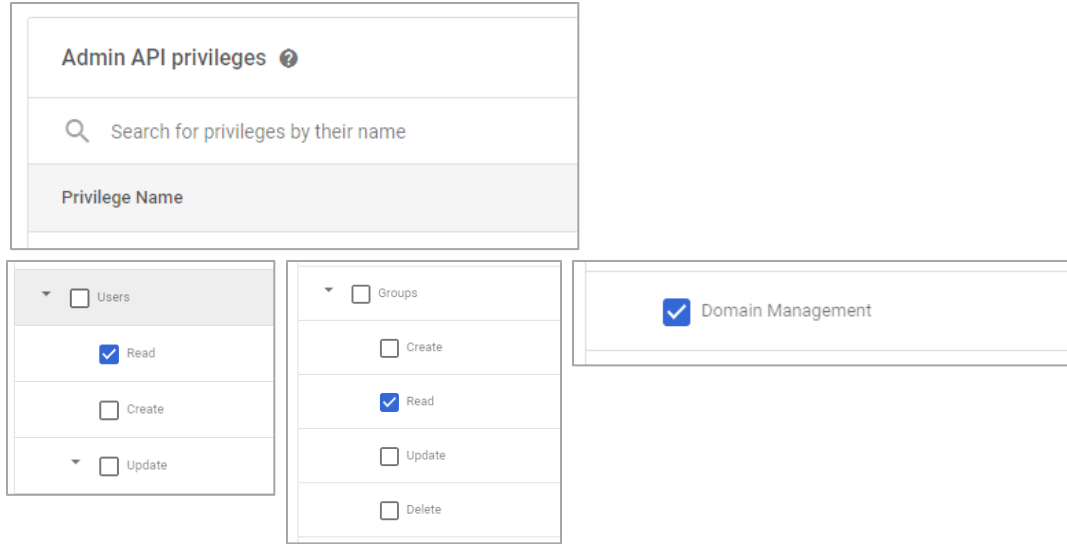 Admin API privileges
Search for privileges by their name
Privilege Name
Users
Read
Create
Update
Groups
Create
Read
Update
Delete
Domain Management